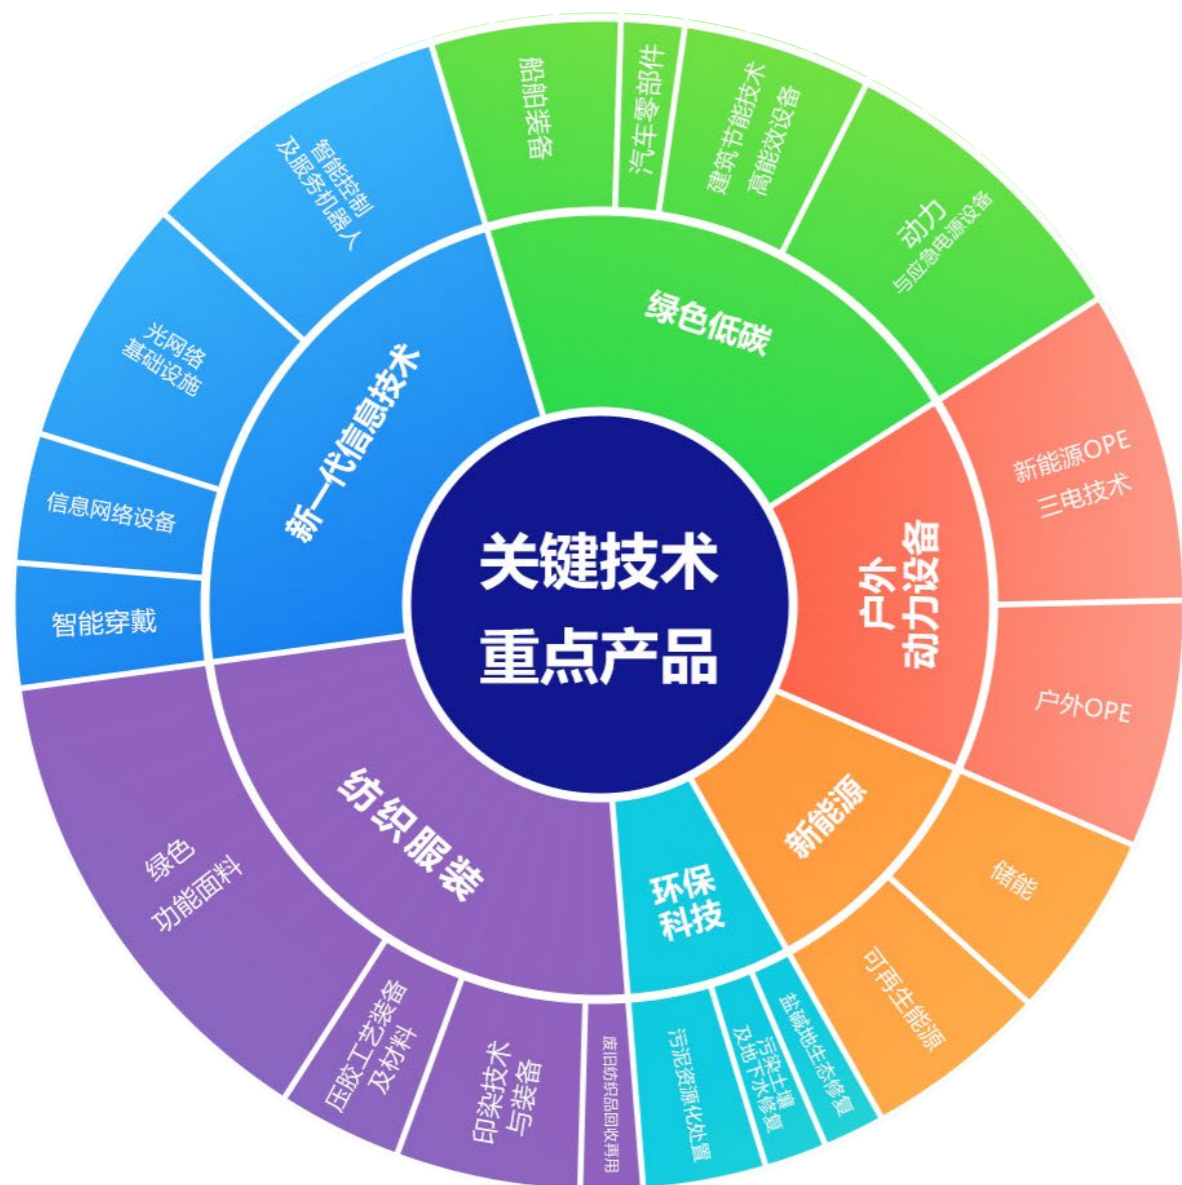 关键技术
重点产品
绿色低碳
船舶装备
汽车零部件
建筑节能技术
高能效设备
动力
与应急电源设备
户外
动力设备
新能源OPE
三电技术
户外OPE
新能源
储能
可再生能源
环保
科技
盐碱地生态修复
污染土壤
及地下水修复
污泥资源化处置
纺织服装
废旧纺织品回收再用
印染技术
与装备
压胶工艺装备
及材料
绿色
功能面料
新一代信息技术
智能穿戴
信息网络设备
光网络
基础设施
智能控制
及服务机器人